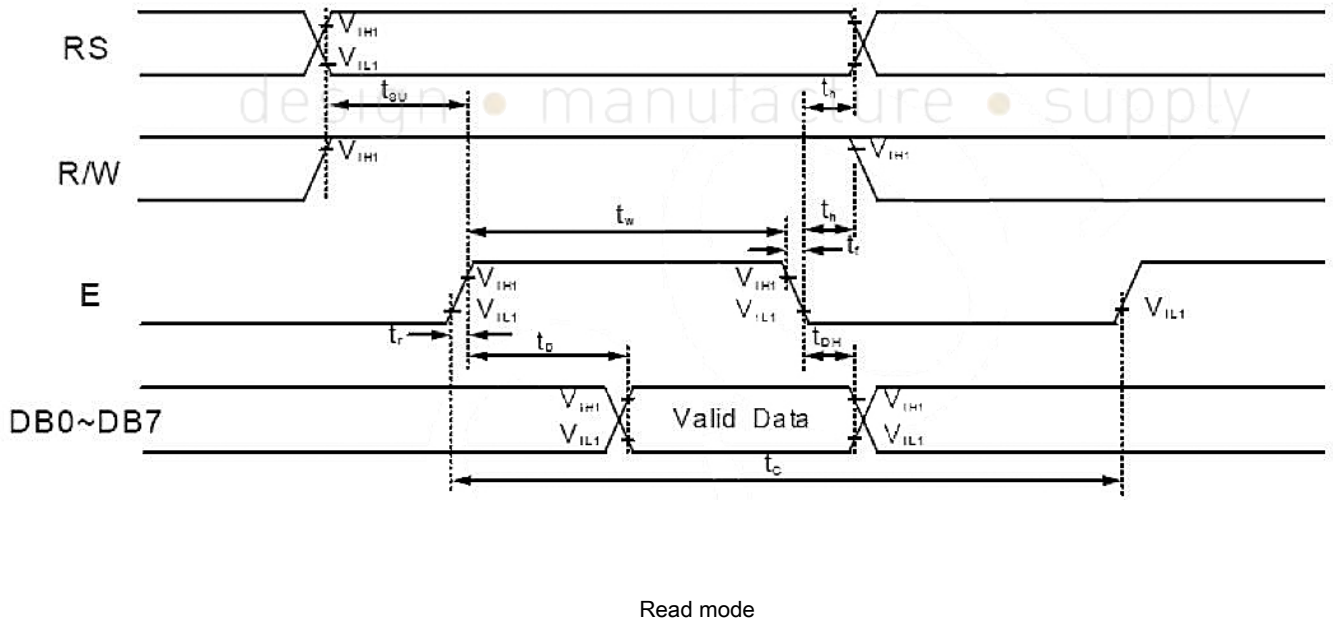 RS
V_IH1
V_IL1
t_SU
t_h
design • manufacture • supply
R/W
V_IH1
V_IH1
t_w
t_h
t_f
E
V_IH1
V_IL1
V_IH1
V_IL1
V_IL1
t_r
t_D
t_DH
DB0~DB7
V_IH1
V_IL1
Valid Data
V_IH1
V_IL1
t_C
Read mode